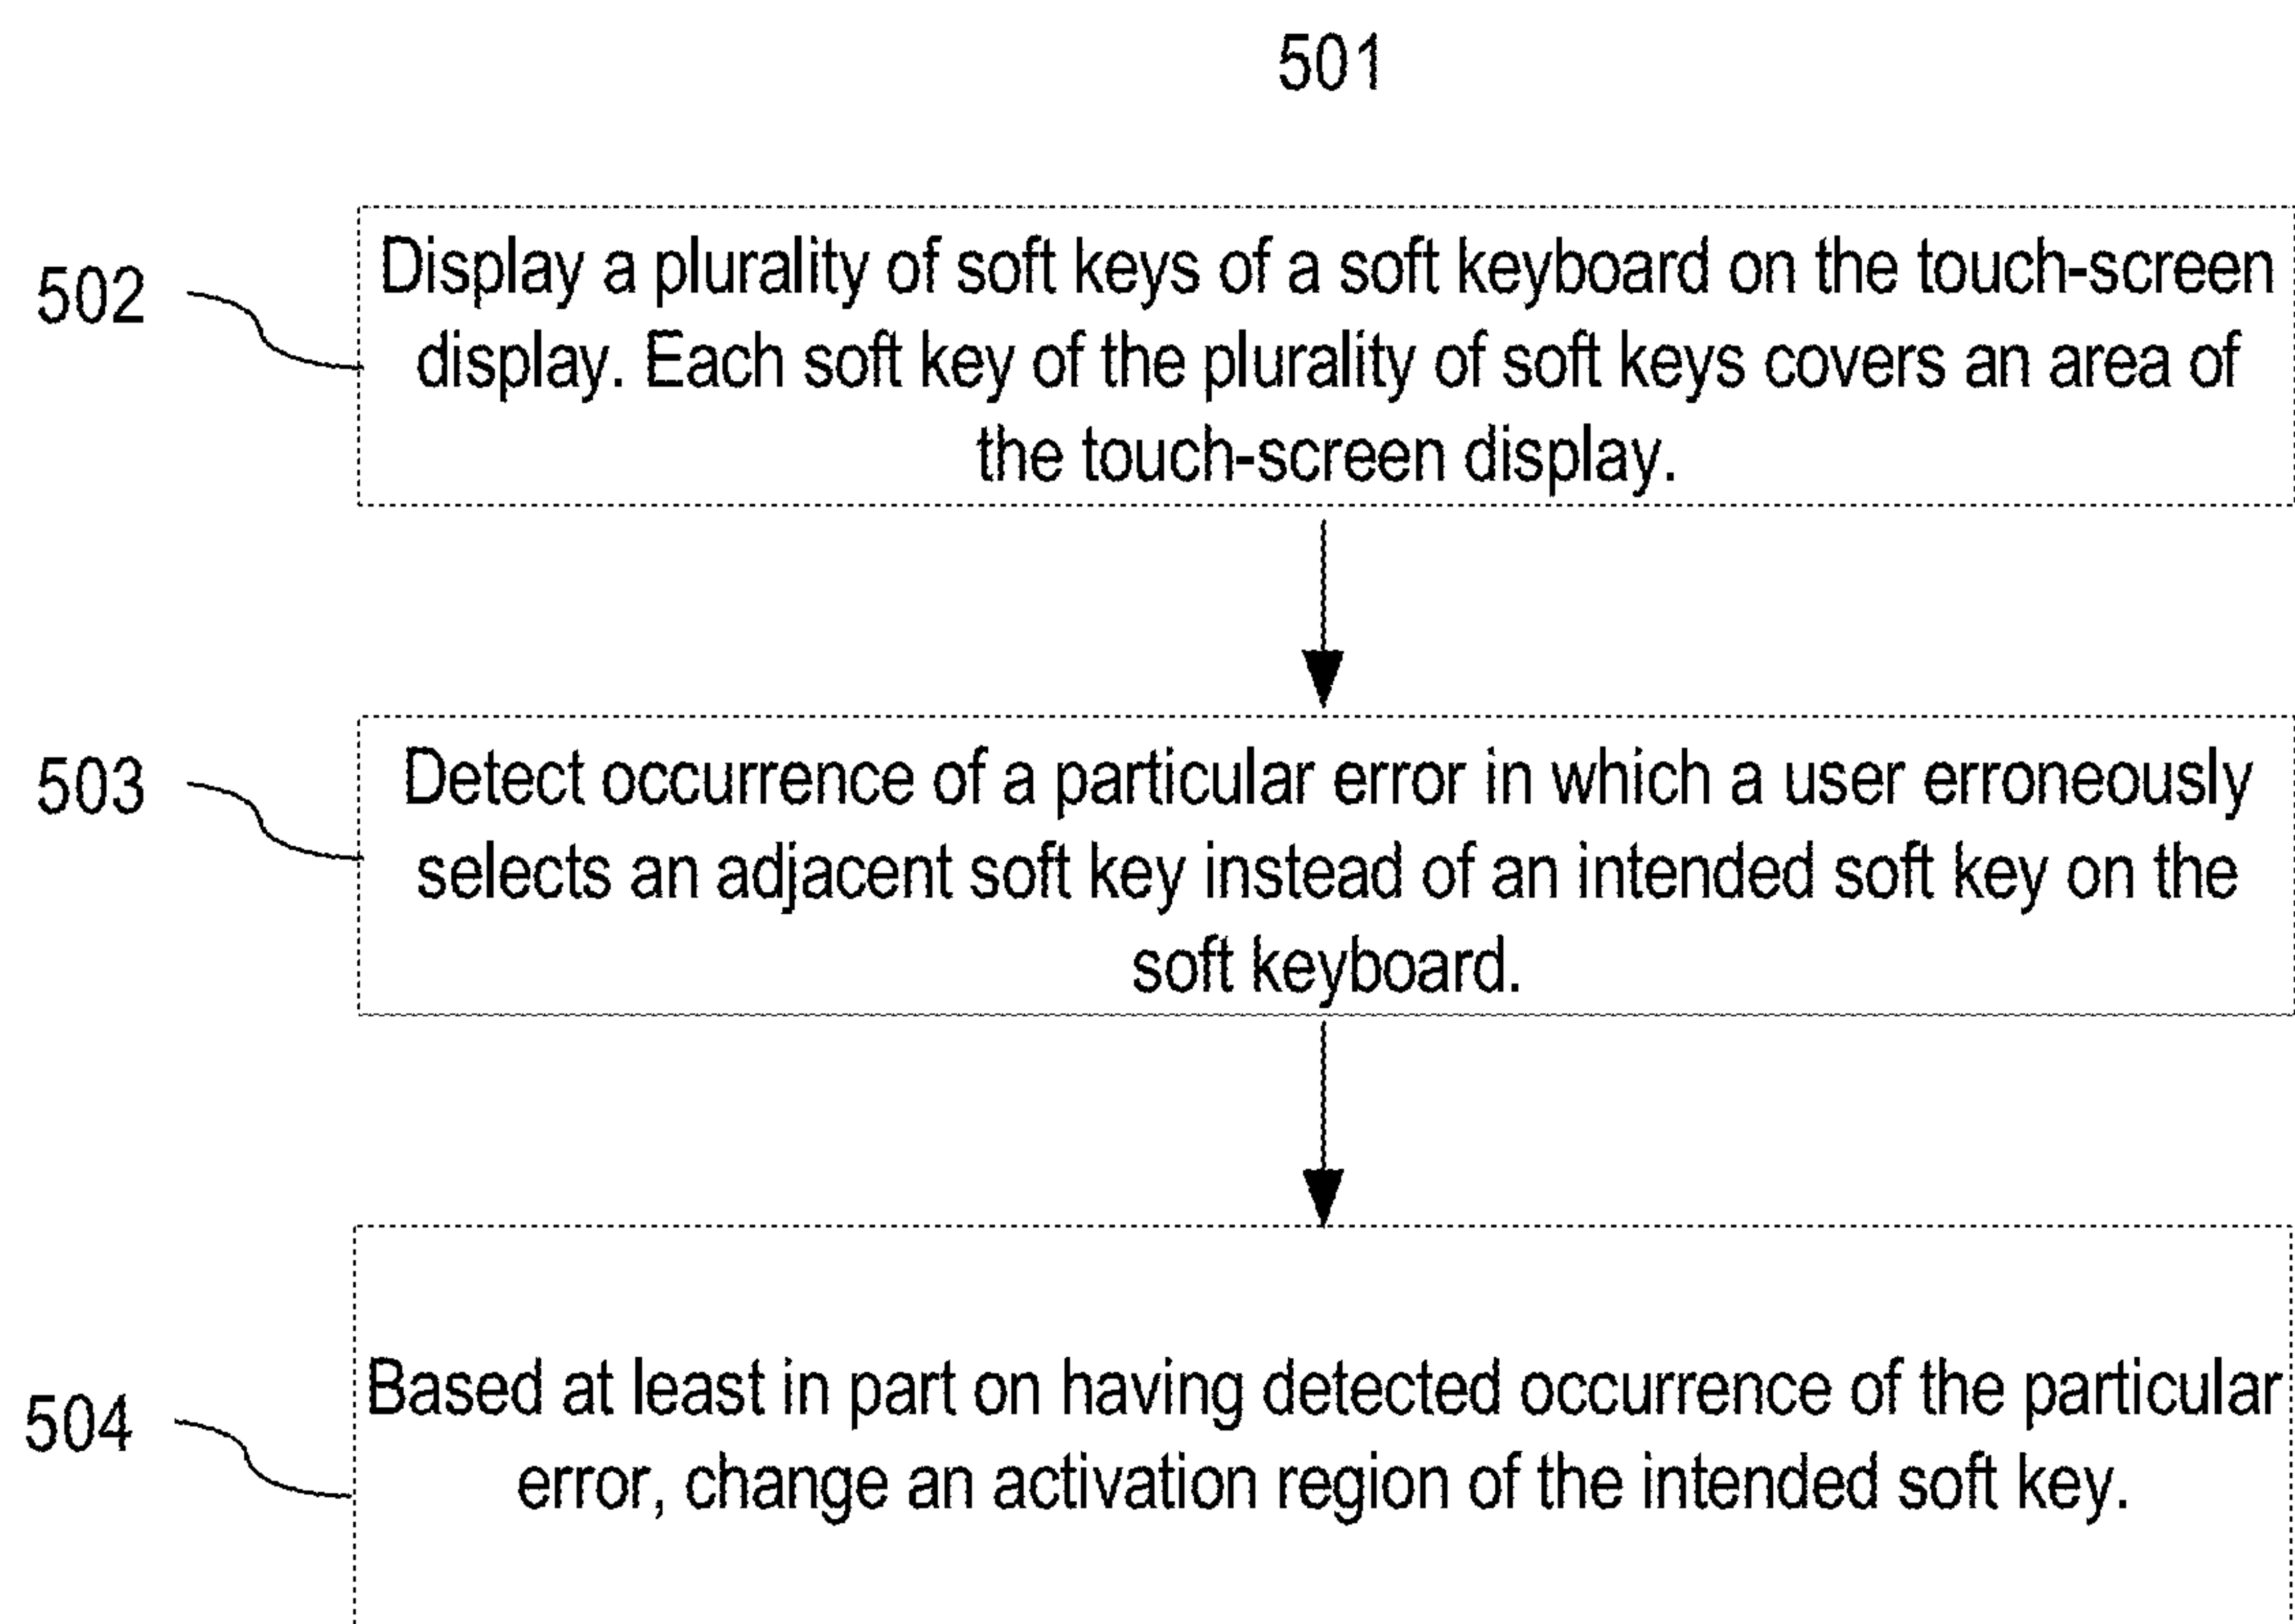 501
502
Display a plurality of soft keys of a soft keyboard on the touch-screen
display. Each soft key of the plurality of soft keys covers an area of
the touch-screen display.
503
Detect occurrence of a particular error in which a user erroneously
selects an adjacent soft key instead of an intended soft key on the
soft keyboard.
504
Based at least in part on having detected occurrence of the particular
error, change an activation region of the intended soft key.